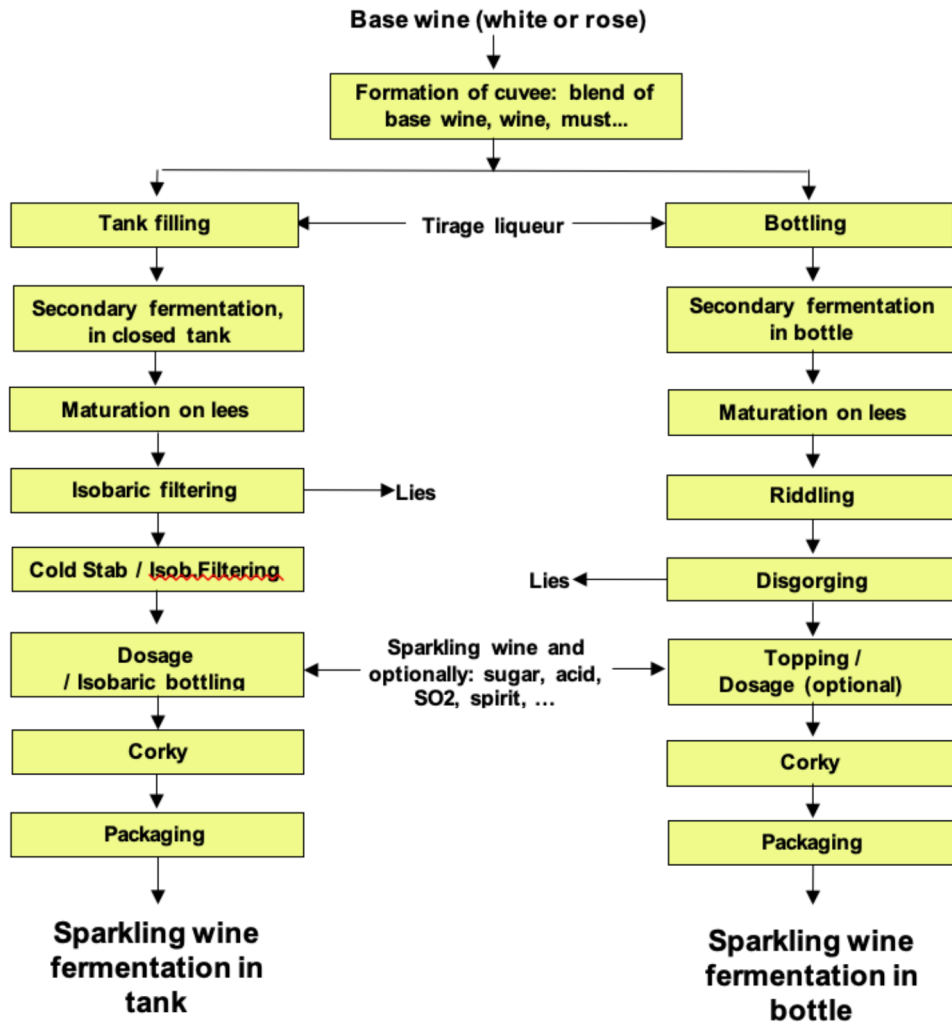 Base wine (white or rose)
Formation of cuvee: blend of
base wine, wine, must...
Tank filling
Tirage liqueur
Bottling
Secondary fermentation,
in closed tank
Secondary fermentation
in bottle
Maturation on lees
Maturation on lees
Isobaric filtering
Lies
Riddling
Cold Stab / Isob.Filtering
Lies
Disgorging
Dosage
/ Isobaric bottling
Sparkling wine and
optionally: sugar, acid,
SO2, spirit, ...
Topping /
Dosage (optional)
Corky
Corky
Packaging
Packaging
Sparkling wine
fermentation in
tank
Sparkling wine
fermentation in
bottle